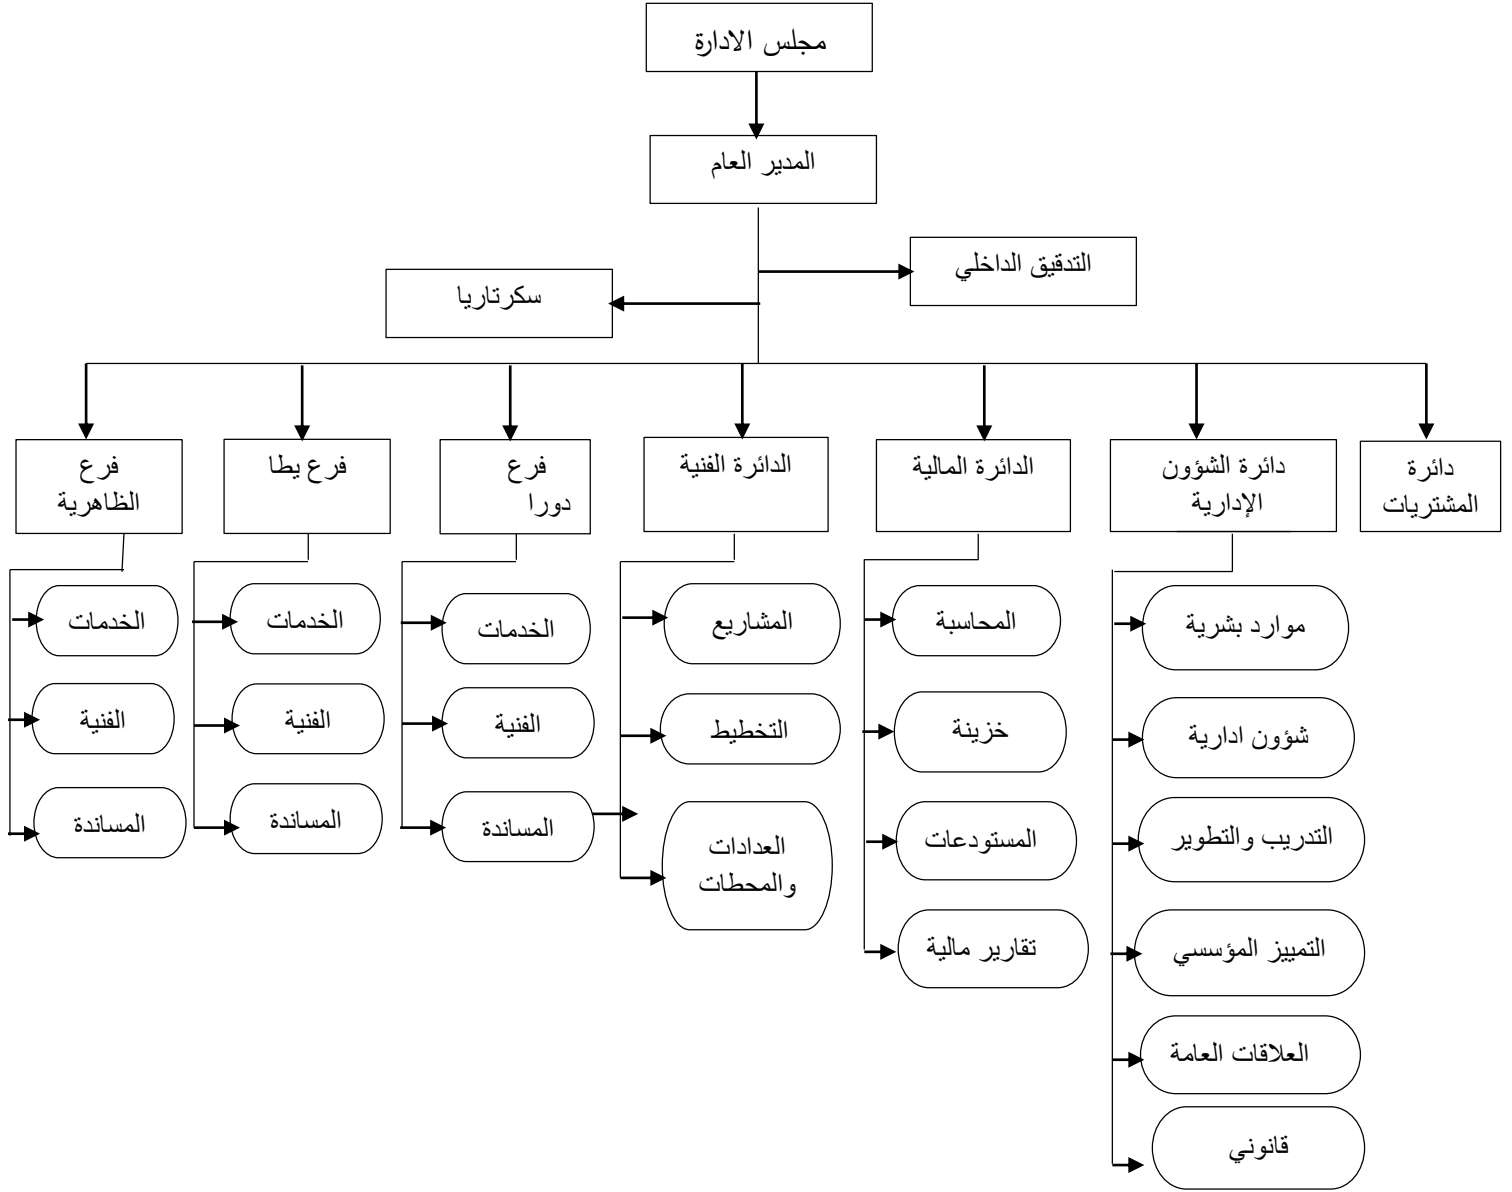 مجلس الادارة
المدير العام
التدقيق الداخلي
سكرتاريا
دائرة
المشتريات
دائرة الشؤون
الإدارية
الدائرة المالية
الدائرة الفنية
فرع
دورا
فرع يطا
فرع
الظاهرية
موارد بشرية
شؤون ادارية
التدريب والتطوير
التمييز المؤسسي
العلاقات العامة
قانوني
المحاسبة
خزينة
المستودعات
تقارير مالية
المشاريع
التخطيط
العدادات
والمحطات
الخدمات
الفنية
المساندة
الخدمات
الفنية
المساندة
الخدمات
الفنية
المساندة